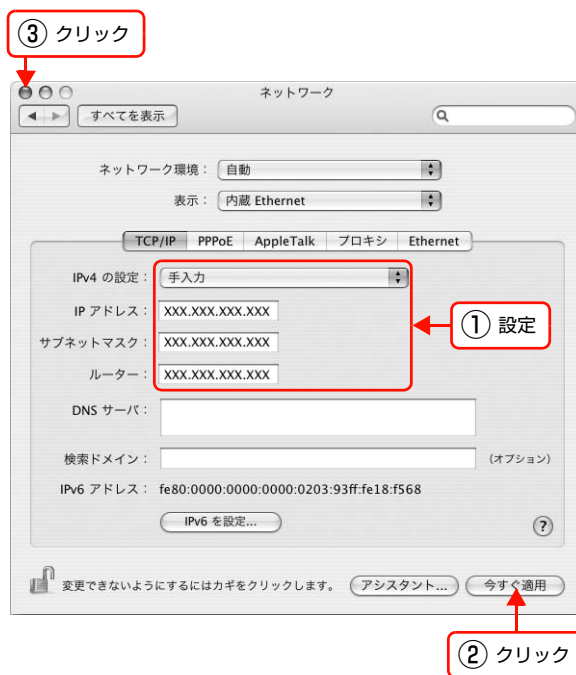 ③ クリック
ネットワーク
すべてを表示
ネットワーク環境： 自動
表示： 内蔵 Ethernet
TCP/IP PPPoE AppleTalk プロキシ Ethernet
IPv4 の設定： 手入力
IP アドレス： XXX.XXX.XXX.XXX
① 設定
サブネットマスク： XXX.XXX.XXX.XXX
ルーター： XXX.XXX.XXX.XXX
DNS サーバ：
検索ドメイン： (オプション)
IPv6 アドレス： fe80:0000:0000:0000:0203:93ff:fe18:f568
IPv6 を設定... ?
変更できないようにするにはカギをクリックします。 アシスタント... 今すぐ適用
② クリック